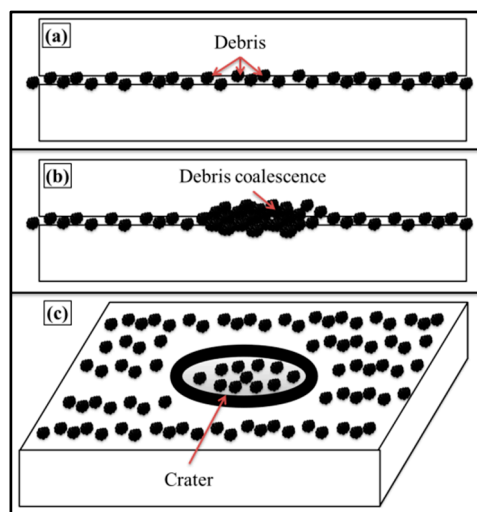 (a)
Debris
(b)
Debris coalescence
(c)
Crater